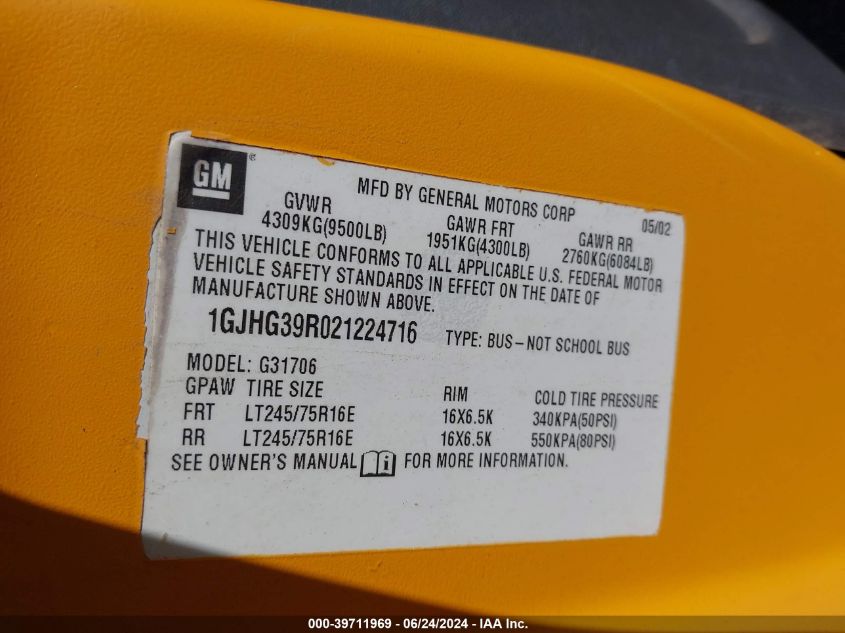 GM®
MFD BY GENERAL MOTORS CORP 05/02
GVWR GAWR FRT GAWR RR
4309KG(9500LB) 1951KG(4300LB) 2760KG(6084LB)
THIS VEHICLE CONFORMS TO ALL APPLICABLE U.S. FEDERAL MOTOR
VEHICLE SAFETY STANDARDS IN EFFECT ON THE DATE OF
MANUFACTURE SHOWN ABOVE.
1GJHG39R021224716 TYPE: BUS–NOT SCHOOL BUS
MODEL: G31706
GPAW TIRE SIZE RIM COLD TIRE PRESSURE
FRT LT245/75R16E 16X6.5K 340KPA(50PSI)
RR LT245/75R16E 16X6.5K 550KPA(80PSI)
SEE OWNER'S MANUAL i FOR MORE INFORMATION.
000-39711969 | 06/24/2024 - IAA Inc.